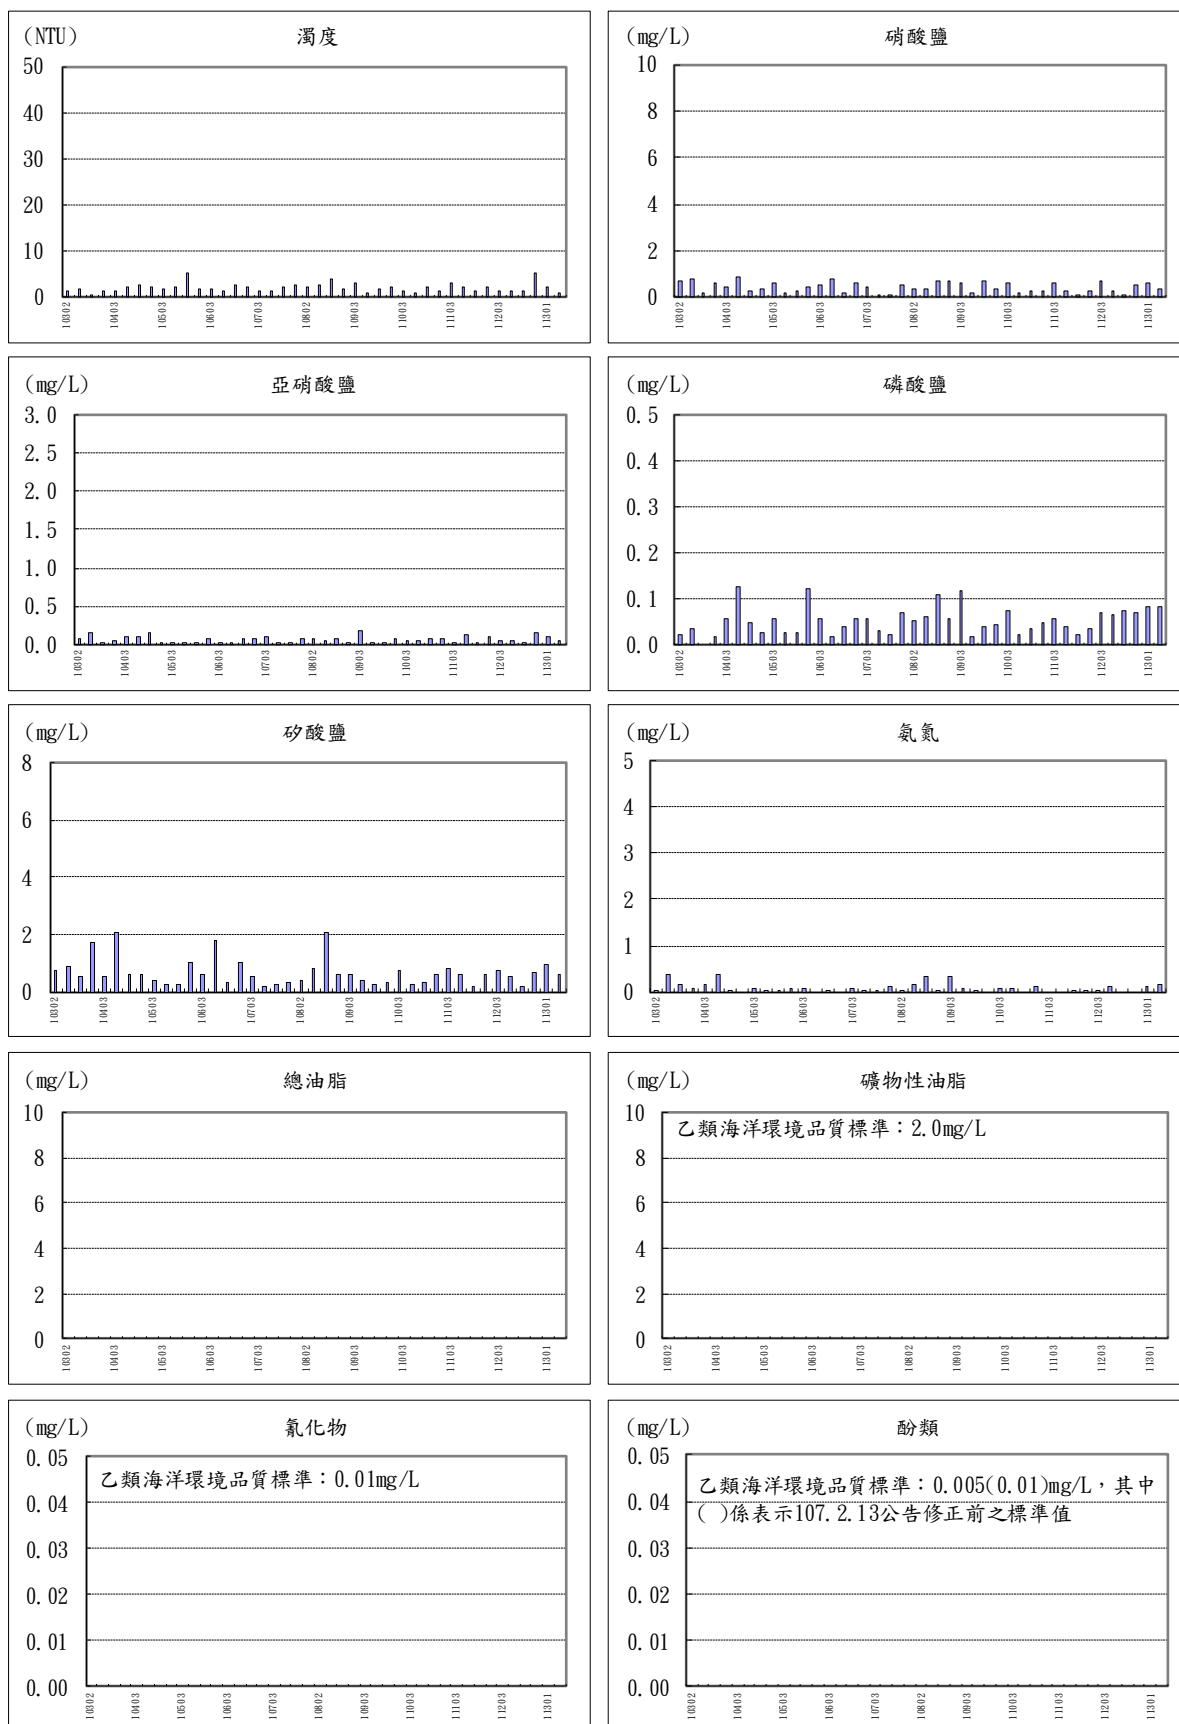 (NTU) 濁度
50
40
30
20
10
0
10302 10403 10503 10603 10703 10802 10903 11003 11103 11203 11301
(mg/L) 硝酸鹽
10
8
6
4
2
0
10302 10403 10503 10603 10703 10802 10903 11003 11103 11203 11301
(mg/L) 亞硝酸鹽
3.0
2.5
2.0
1.5
1.0
0.5
0.0
10302 10403 10503 10603 10703 10802 10903 11003 11103 11203 11301
(mg/L) 磷酸鹽
0.5
0.4
0.3
0.2
0.1
0.0
10302 10403 10503 10603 10703 10802 10903 11003 11103 11203 11301
(mg/L) 矽酸鹽
8
6
4
2
0
10302 10403 10503 10603 10703 10802 10903 11003 11103 11203 11301
(mg/L) 氨氮
5
4
3
2
1
0
10302 10403 10503 10603 10703 10802 10903 11003 11103 11203 11301
(mg/L) 總油脂
10
8
6
4
2
0
10302 10403 10503 10603 10703 10802 10903 11003 11103 11203 11301
(mg/L) 礦物性油脂
乙類海洋環境品質標準：2.0mg/L
10
8
6
4
2
0
10302 10403 10503 10603 10703 10802 10903 11003 11103 11203 11301
(mg/L) 氰化物
乙類海洋環境品質標準：0.01mg/L
0.05
0.04
0.03
0.02
0.01
0.00
10302 10403 10503 10603 10703 10802 10903 11003 11103 11203 11301
(mg/L) 酚類
乙類海洋環境品質標準：0.005(0.01)mg/L，其中
( )係表示107.2.13公告修正前之標準值
0.05
0.04
0.03
0.02
0.01
0.00
10302 10403 10503 10603 10703 10802 10903 11003 11103 11203 11301